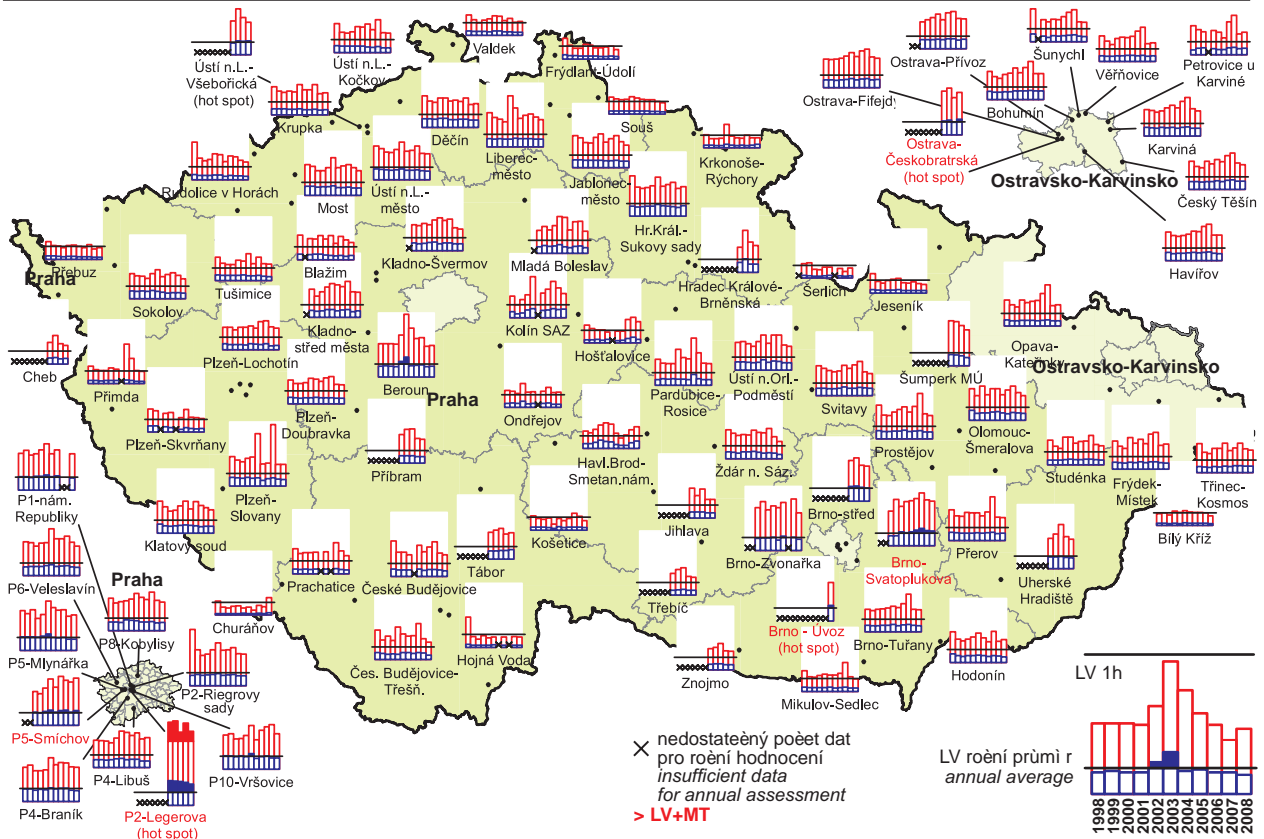 Ústí n.L.-
Všebořická
(hot spot)
Ústí n.L.-
Kočkov
Valdek
Frýdlant-Údolí
Krupka
Děčín
Liberec-
město
Souš
Krkonoše-
Rýchory
Rudolice v Horách
Most
Ústí n.L.-
město
Jablonec-
město
Hr.Král.-
Sukovy sady
Přebuz
Praha
Sokolov
Tušimice
Blažim
Kladno-Švermov
Mladá Boleslav
Hradec Králové-
Brněnská
Šerlich
Jeseník
Cheb
Přimda
Plzeň-Lochotín
Kladno-
střed města
Beroun
Kolín SAZ
Hošťalovice
Pardubice-
Rosice
Ústí n.Orl.-
Podměstí
Svitavy
Šumperk MÚ
Opava-
Kateřinky
Ostravsko-Karvinsko
Plzeň-Skvrňany
Plzeň-
Doubravka
Praha
Ondřejov
Příbram
Havl.Brod-
Smetan.nám.
Žďár n. Sáz.
Prostějov
Olomouc-
Šmeralova
Studénka
Frýdek-
Místek
Třinec-
Kosmos
Bílý Kříž
P1-nám.
Republiky
Klatovy soud
Plzeň-
Slovany
Prachatice
České Budějovice
Tábor
Košetice
Jihlava
Brno-střed
Brno-Zvonařka
Brno-
Svatoplukova
Přerov
Uherské
Hradiště
P6-Veleslavín
Praha
Churáňov
Čes. Budějovice-
Třešň.
Hojná Voda
Třebíč
Znojmo
Brno - Úvoz
(hot spot)
Brno-Tuřany
Hodonín
Mikulov-Sedlec
P8-Kobylisy
P5-Mlynářka
P2-Riegrovy
sady
P5-Smíchov
P4-Libuš
P10-Vršovice
P4-Braník
P2-Legerova
(hot spot)
Ostrava-Přívoz
Šunychl
Věřňovice
Petrovice u
Karviné
Ostrava-Fifejdy
Bohumín
Karviná
Ostrava-
Českobratrská
(hot spot)
Ostravsko-Karvinsko
Český Těšín
Havířov
× nedostateèný poèet dat
pro roèní hodnocení
insufficient data
for annual assessment
> LV+MT
LV 1h
LV roèní prùmì r
annual average
1998
1999
2000
2001
2002
2003
2004
2005
2006
2007
2008